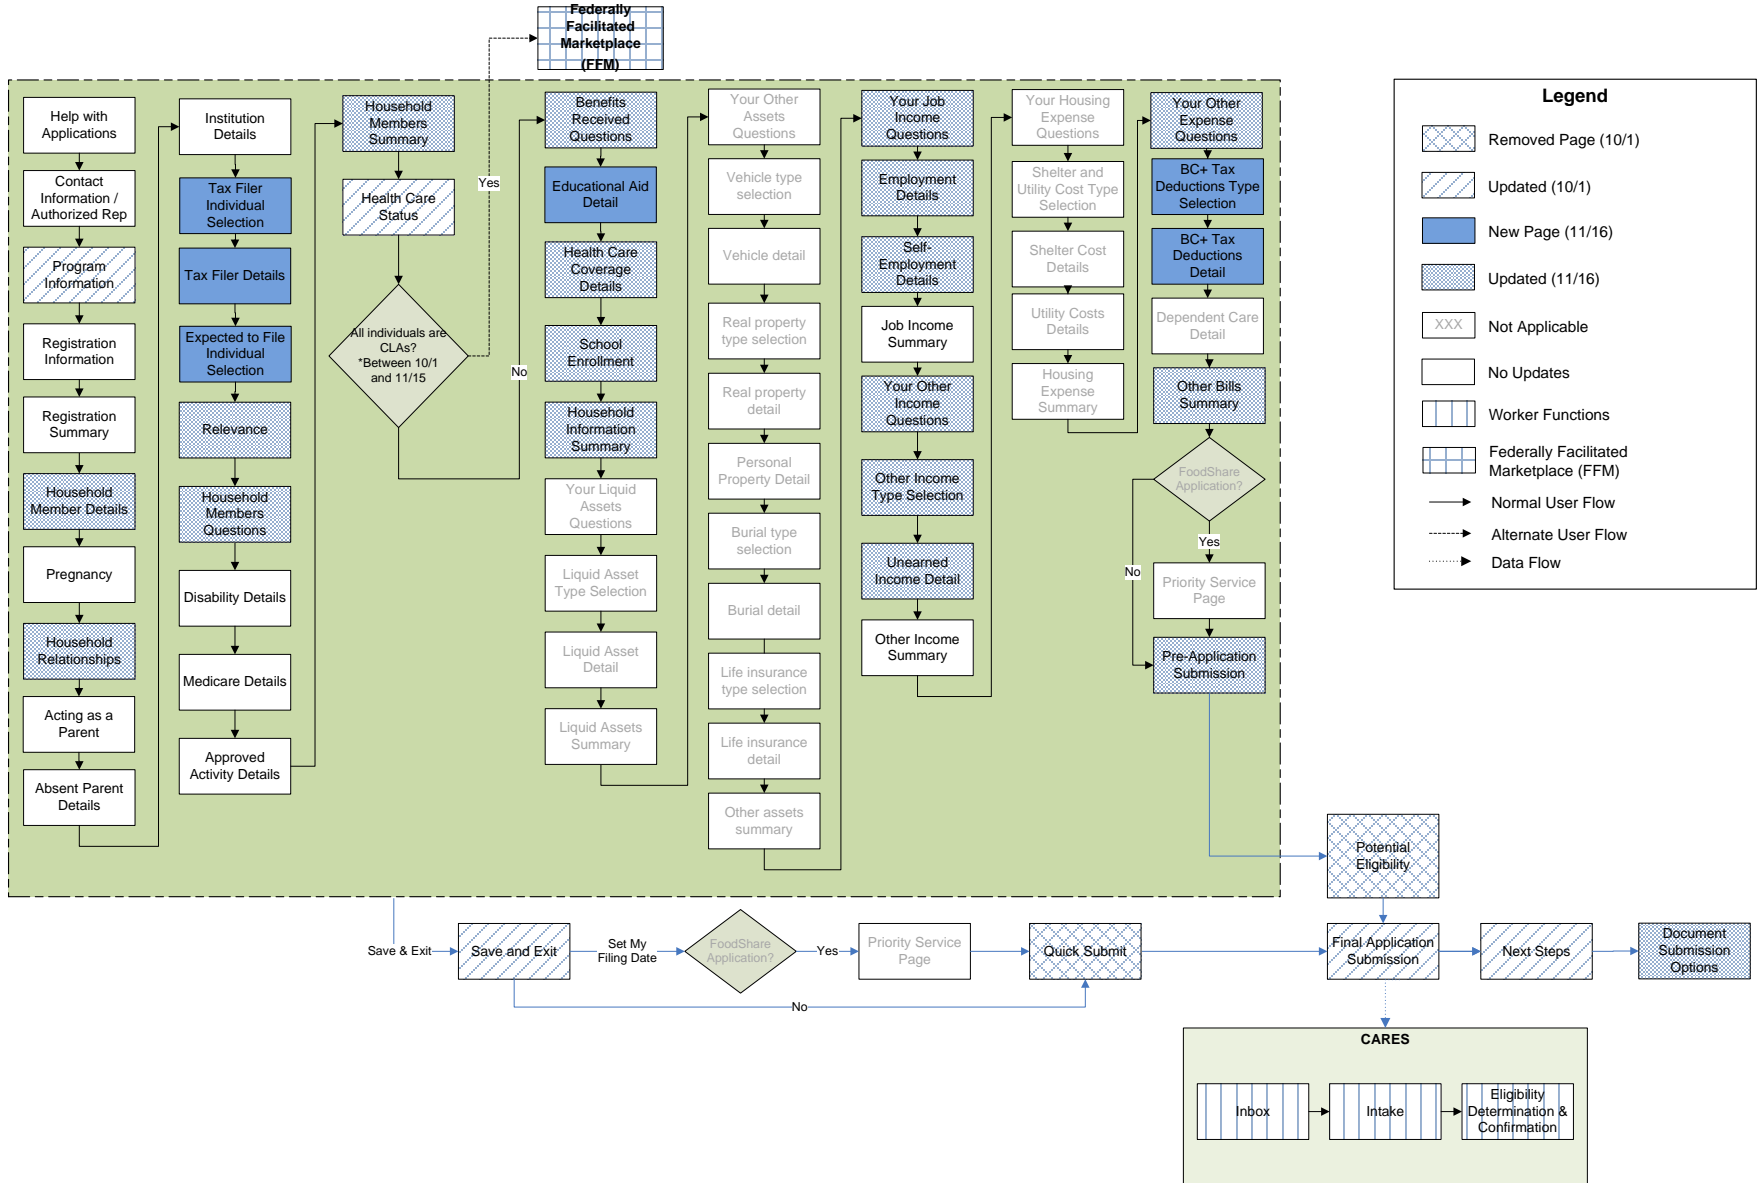 Federally
Facilitated
Marketplace
(FFM)
Help with
Applications
Contact
Information /
Authorized Rep
Program
Information
Registration
Information
Registration
Summary
Household
Member Details
Pregnancy
Household
Relationships
Acting as a
Parent
Absent Parent
Details
Institution
Details
Tax Filer
Individual
Selection
Tax Filer Details
Expected to File
Individual
Selection
Relevance
Household
Members
Questions
Disability Details
Medicare Details
Approved
Activity Details
Household
Members
Summary
Health Care
Status
All individuals are
CLAs?
*Between 10/1
and 11/15
Yes
No
Benefits
Received
Questions
Educational Aid
Detail
Health Care
Coverage
Details
School
Enrollment
Household
Information
Summary
Your Liquid
Assets
Questions
Liquid Asset
Type Selection
Liquid Asset
Detail
Liquid Assets
Summary
Your Other
Assets
Questions
Vehicle type
selection
Vehicle detail
Real property
type selection
Real property
detail
Personal
Property Detail
Burial type
selection
Burial detail
Life insurance
type selection
Life insurance
detail
Other assets
summary
Your Job
Income
Questions
Employment
Details
Self-
Employment
Details
Job Income
Summary
Your Other
Income
Questions
Other Income
Type Selection
Unearned
Income Detail
Other Income
Summary
Your Housing
Expense
Questions
Shelter and
Utility Cost Type
Selection
Shelter Cost
Details
Utility Costs
Details
Housing
Expense
Summary
Your Other
Expense
Questions
BC+ Tax
Deductions Type
Selection
BC+ Tax
Deductions
Detail
Dependent Care
Detail
Other Bills
Summary
FoodShare
Application?
Yes
No
Priority Service
Page
Pre-Application
Submission
Legend
Removed Page (10/1)
Updated (10/1)
New Page (11/16)
Updated (11/16)
XXX
Not Applicable
No Updates
Worker Functions
Federally Facilitated
Marketplace (FFM)
Normal User Flow
Alternate User Flow
Data Flow
Potential
Eligibility
Save & Exit
Save and Exit
Set My
Filing Date
FoodShare
Application?
Yes
Priority Service
Page
Quick Submit
No
Final Application
Submission
Next Steps
Document
Submission
Options
CARES
Inbox
Intake
Eligibility
Determination &
Confirmation